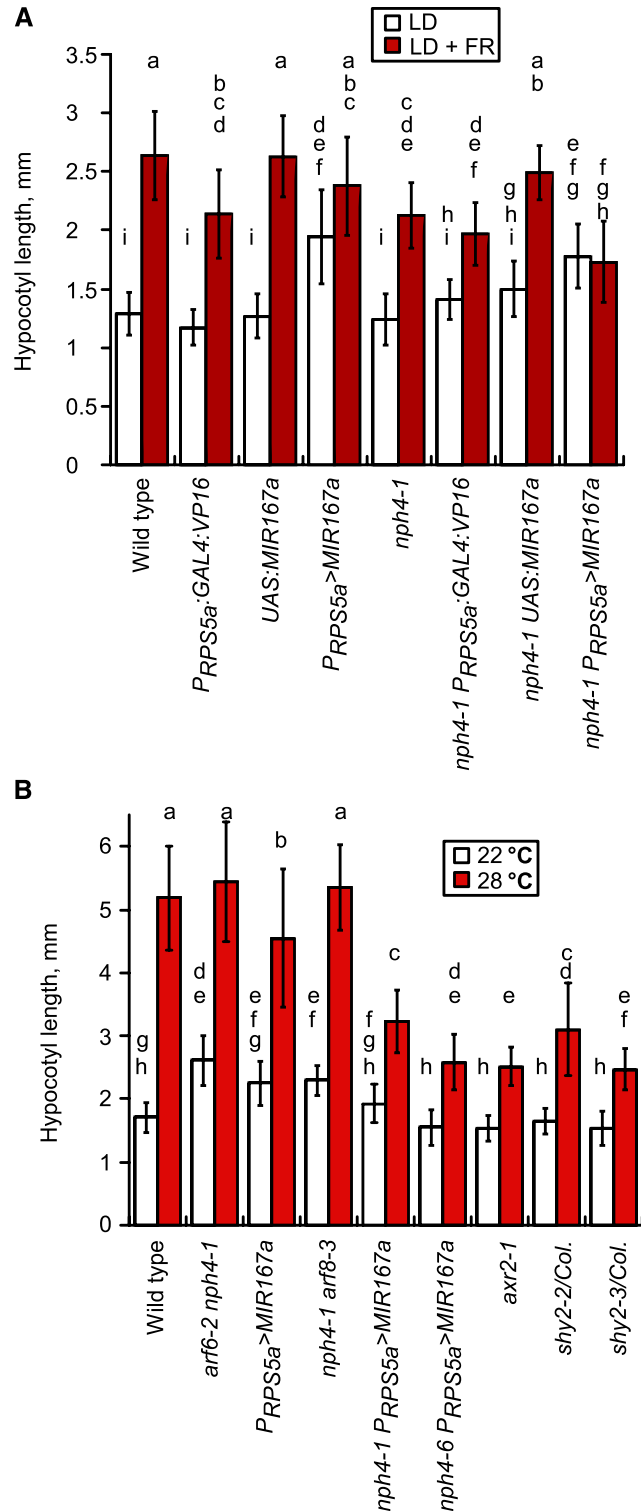 A
LD
LD + FR
Hypocotyl length, mm
3.5
3
2.5
2
1.5
1
0.5
0
i
a
i
b
c
d
i
a
d
e
f
a
b
c
i
c
d
e
h
i
d
e
f
g
h
i
a
b
e
f
g
f
g
h
Wild type
PRPS5a:GAL4:VP16
UAS:MIR167a
PRPS5a>MIR167a
nph4-1
nph4-1 PRPS5a:GAL4:VP16
nph4-1 UAS:MIR167a
nph4-1 PRPS5a>MIR167a
B
22 °C
28 °C
Hypocotyl length, mm
6
5
4
3
2
1
0
g
h
a
d
e
a
e
f
g
b
e
f
a
f
g
h
c
h
d
e
h
e
h
c
d
h
e
f
Wild type
arf6-2 nph4-1
PRPS5a>MIR167a
nph4-1 arf8-3
nph4-1 PRPS5a>MIR167a
nph4-6 PRPS5a>MIR167a
axr2-1
shy2-2/Col.
shy2-3/Col.